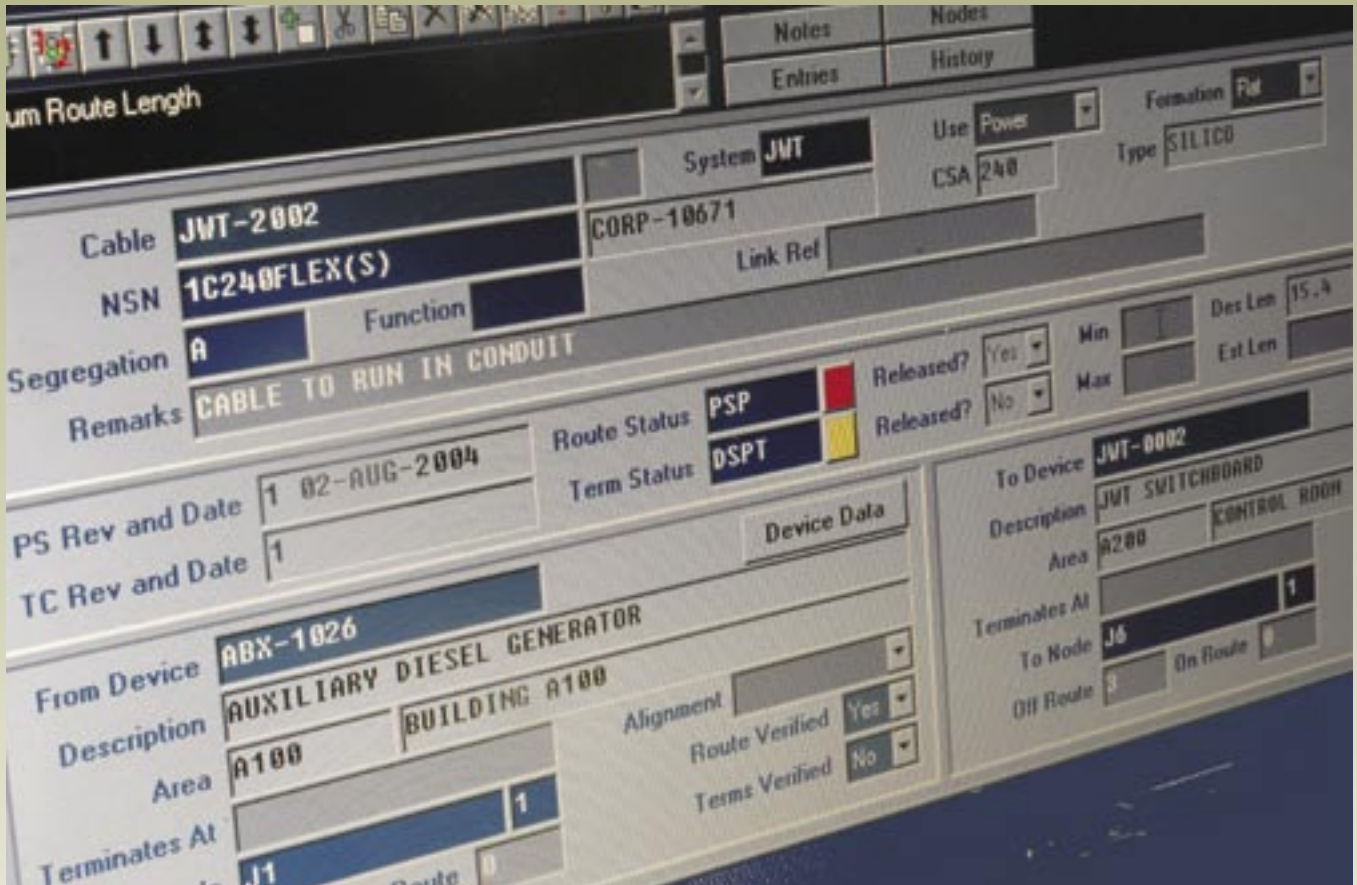 Notes Nodes
Entries History
um Route Length
System JWT Use Power Formation Flat
Cable JWT-2002 CSA 240 Type SILICO
NSN 1C240FLEX(S) CORP-10671
Segregation A Function Link Ref
Remarks CABLE TO RUN IN CONDUIT
PS Rev and Date 1 02-AUG-2004 Route Status PSP Released? Yes Min Des Len 15.4
TC Rev and Date 1 Term Status DSPT Released? No Max Est Len
Device Data
From Device ABX-1026
Description AUXILIARY DIESEL GENERATOR
Area A100 BUILDING A100 Alignment
Terminates At Route Verified Yes
J1 1 Terms Verified No
Route 0
To Device JWT-0002
Description JWT SWITCHBOARD
Area A200 CONTROL ROOM
Terminates At
To Node J6 1
Off Route 3 On Route 0